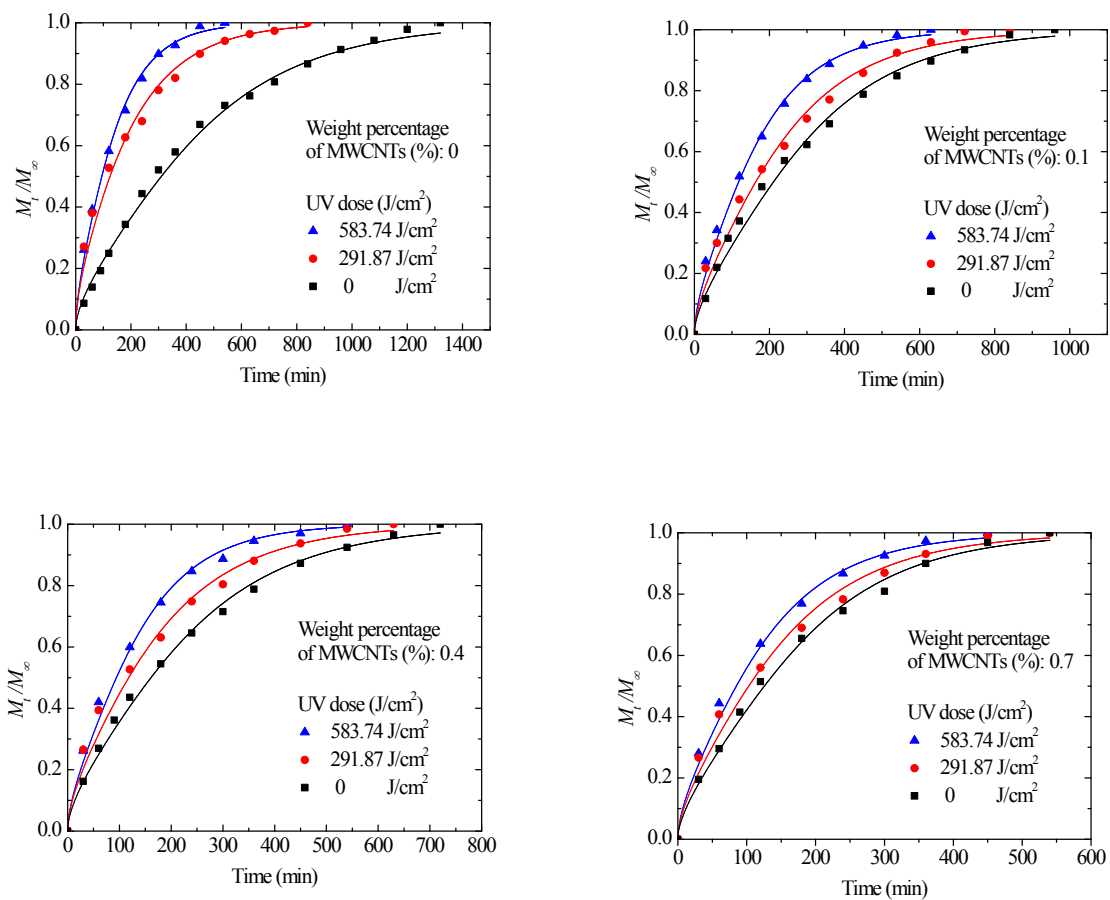 1.0
0.8
0.6
0.4
0.2
0.0
M_t/M_∞
Weight percentage
of MWCNTs (%): 0
UV dose (J/cm²)
583.74 J/cm²
291.87 J/cm²
0 J/cm²
0 200 400 600 800 1000 1200 1400
Time (min)
1.0
0.8
0.6
0.4
0.2
0.0
M_t/M_∞
Weight percentage
of MWCNTs (%): 0.1
UV dose (J/cm²)
583.74 J/cm²
291.87 J/cm²
0 J/cm²
0 200 400 600 800 1000
Time (min)
1.0
0.8
0.6
0.4
0.2
0.0
M_t/M_∞
Weight percentage
of MWCNTs (%): 0.4
UV dose (J/cm²)
583.74 J/cm²
291.87 J/cm²
0 J/cm²
0 100 200 300 400 500 600 700 800
Time (min)
1.0
0.8
0.6
0.4
0.2
0.0
M_t/M_∞
Weight percentage
of MWCNTs (%): 0.7
UV dose (J/cm²)
583.74 J/cm²
291.87 J/cm²
0 J/cm²
0 100 200 300 400 500 600
Time (min)